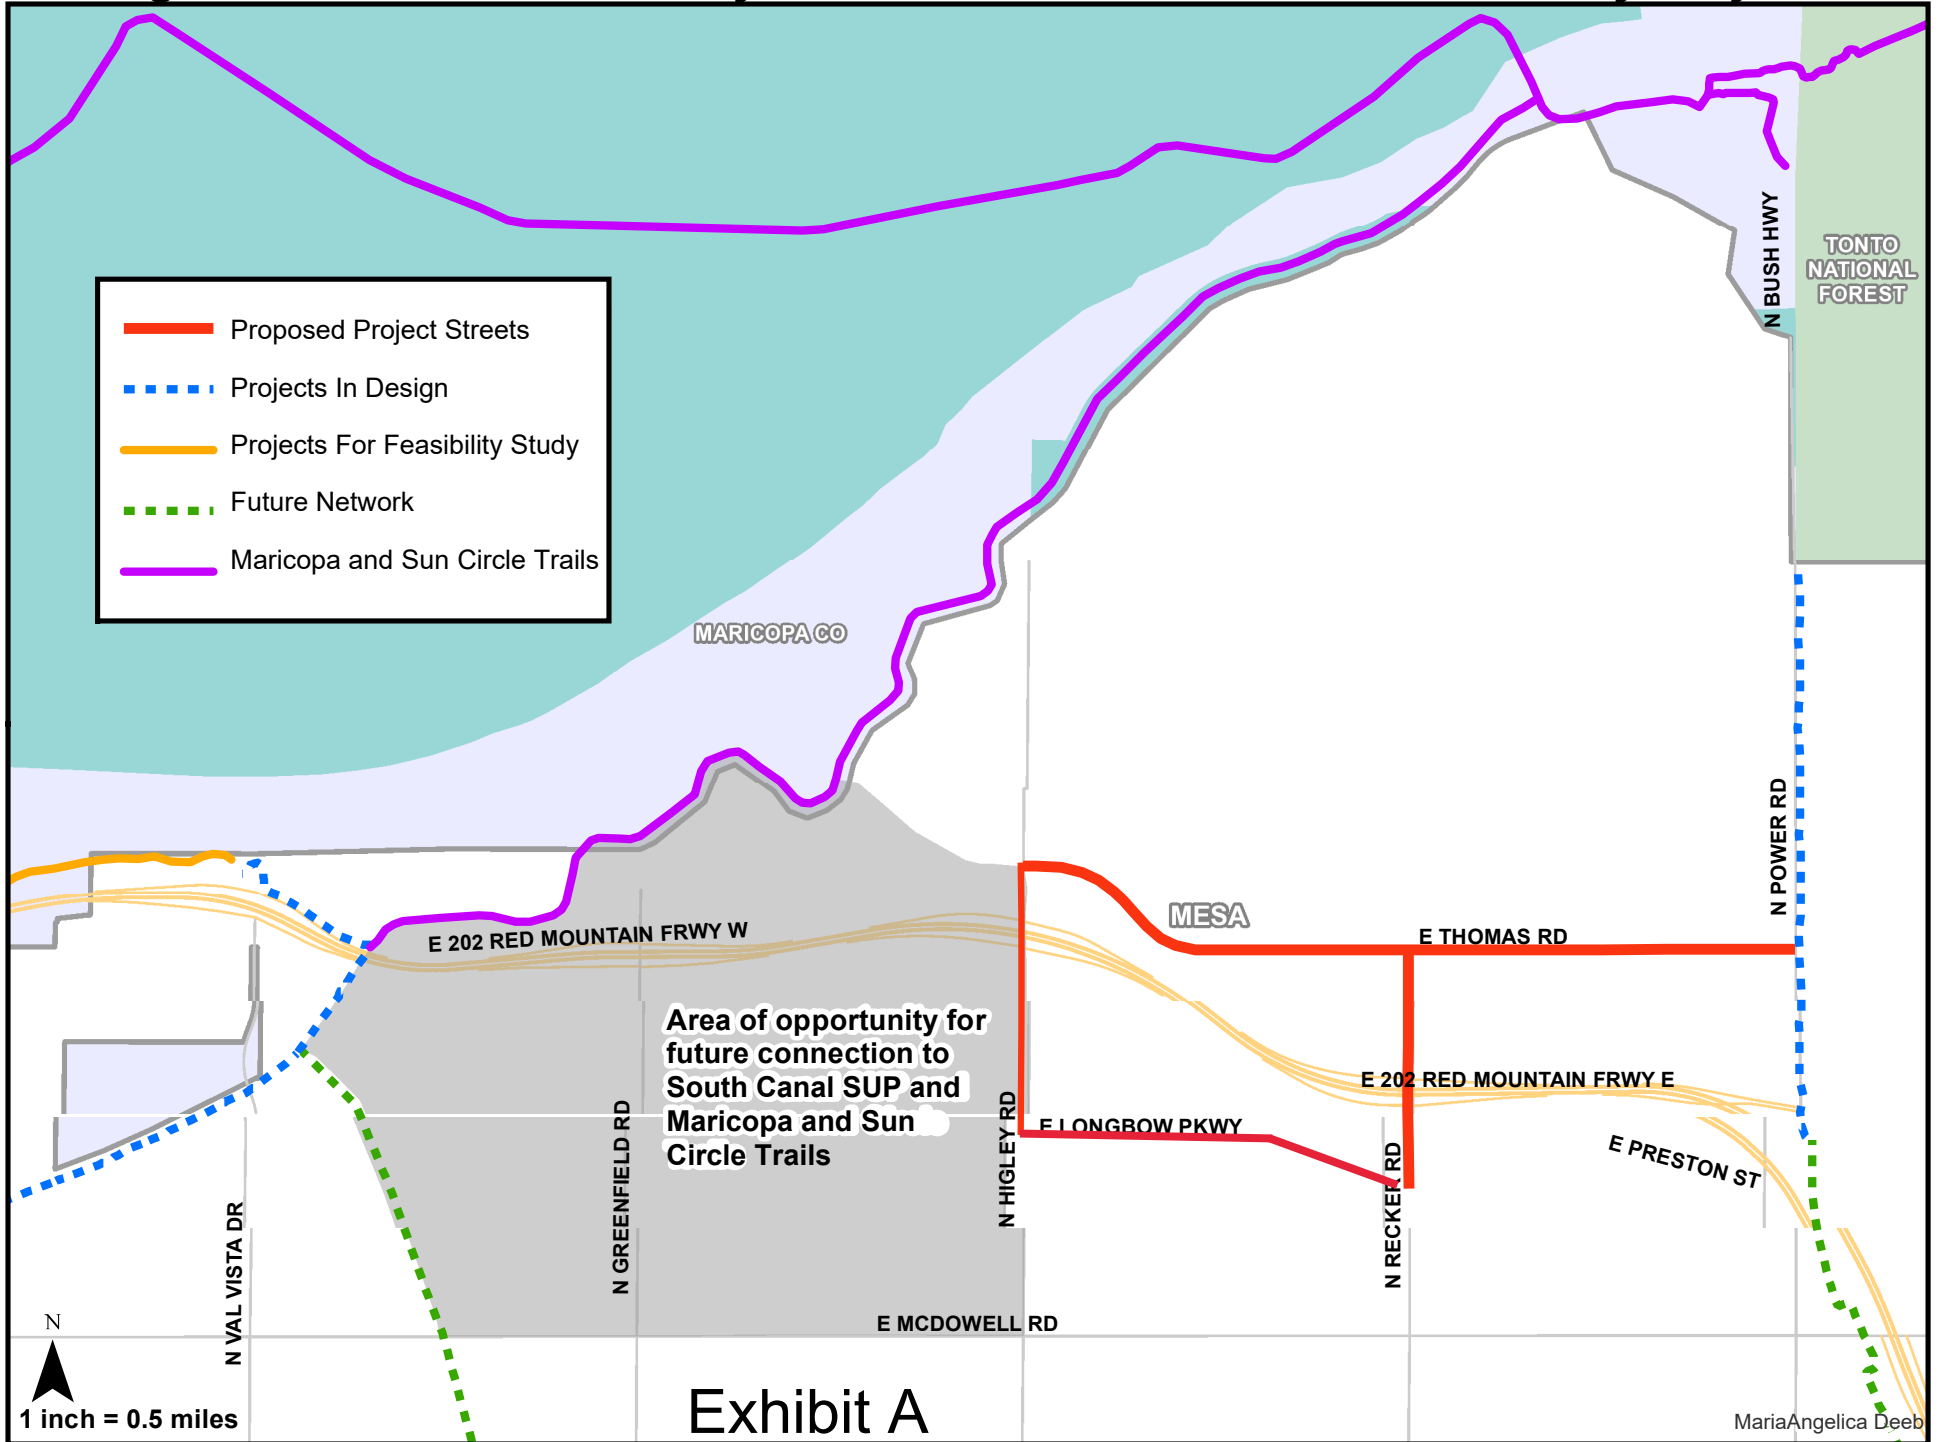 N BUSH HWY
TONTO
NATIONAL
FOREST
Proposed Project Streets
Projects In Design
Projects For Feasibility Study
Future Network
Maricopa and Sun Circle Trails
MARICOPA CO
N POWER RD
MESA
E 202 RED MOUNTAIN FRWY W
E THOMAS RD
Area of opportunity for
future connection to
South Canal SUP and
Maricopa and Sun
Circle Trails
E 202 RED MOUNTAIN FRWY E
E LONGBOW PKWY
N HIGLEY RD
N GREENFIELD RD
N RECKER RD
E PRESTON ST
N VAL VISTA DR
E MCDOWELL RD
N
1 inch = 0.5 miles
Exhibit A
MariaAngelica Deeb